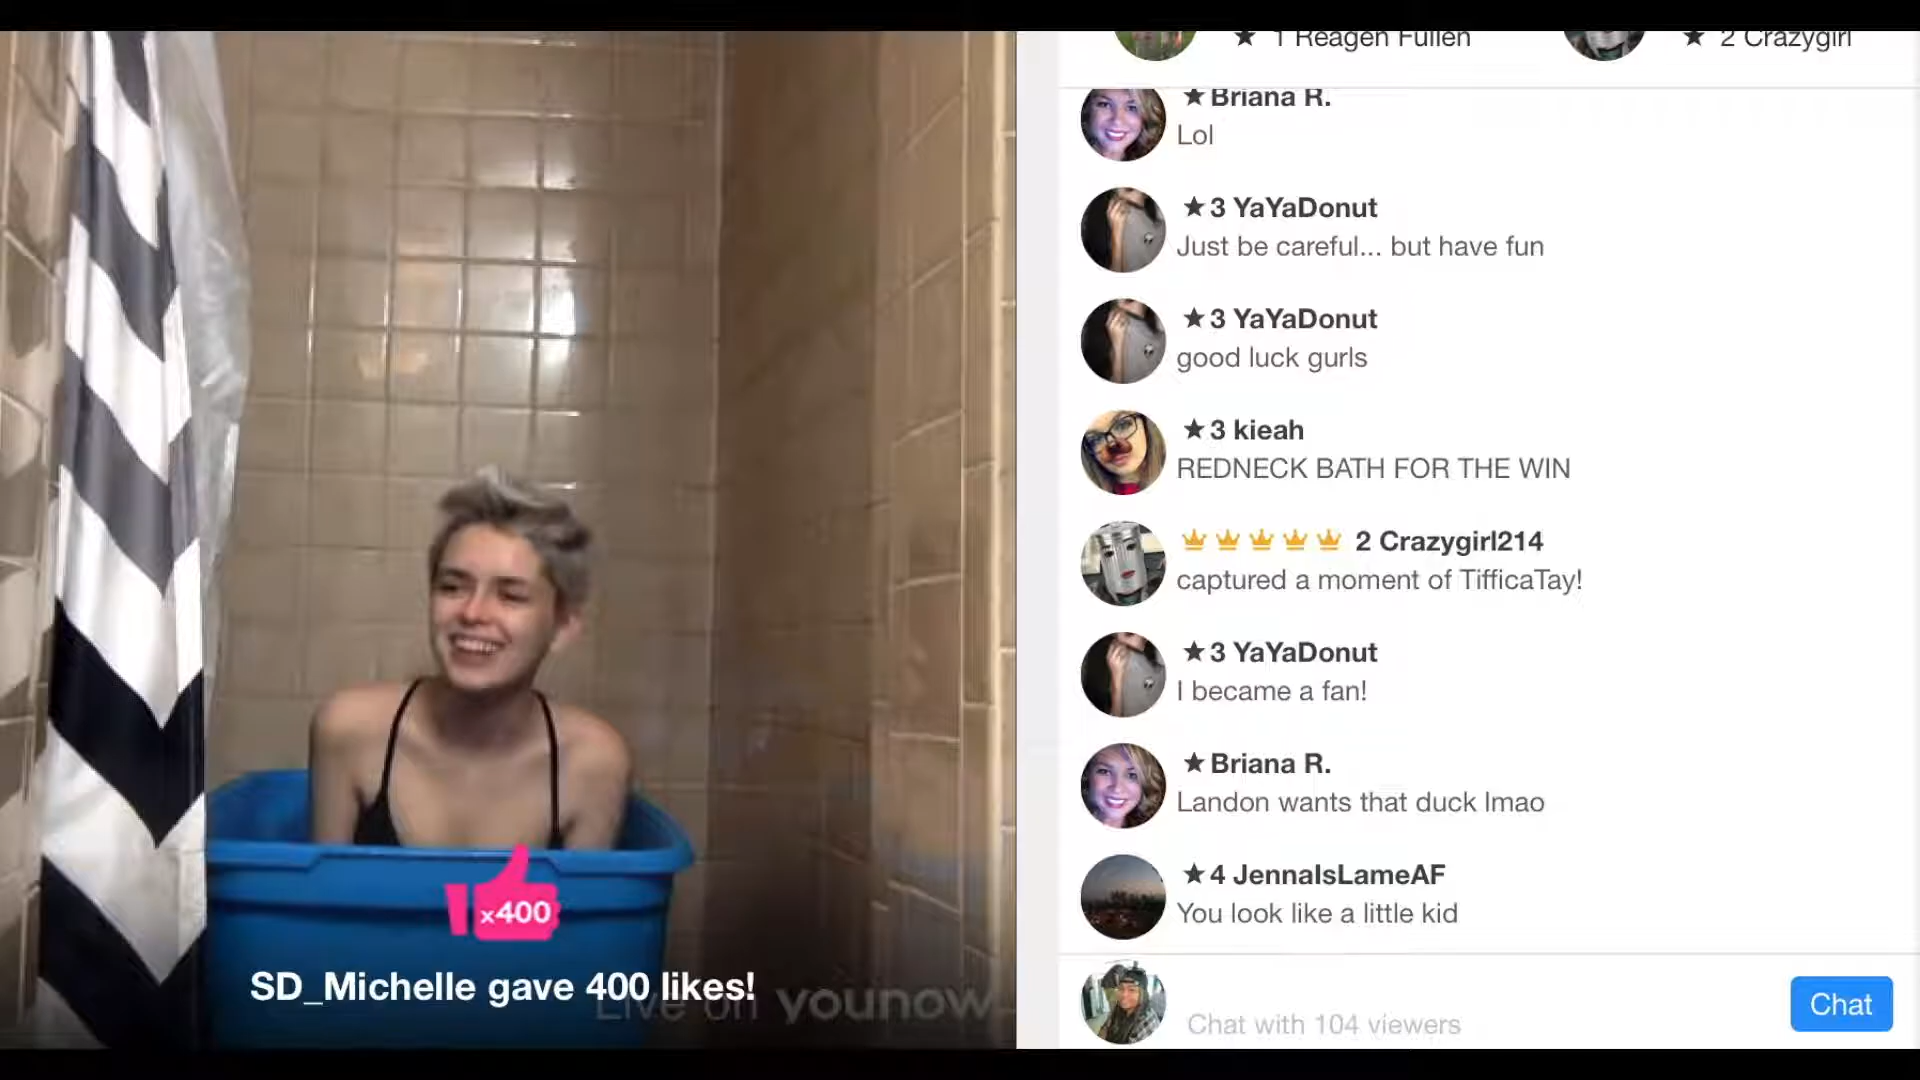 ★ 1 Reagen Fullen
★ 2 Crazygirl
★ Briana R.
Lol
★3 YaYaDonut
Just be careful... but have fun
★3 YaYaDonut
good luck gurls
★3 kieah
REDNECK BATH FOR THE WIN
2 Crazygirl214
captured a moment of TifficaTay!
★3 YaYaDonut
I became a fan!
★ Briana R.
Landon wants that duck lmao
★4 JennaIsLameAF
You look like a little kid
x400
SD_Michelle gave 400 likes!
Live on younow
Chat with 104 viewers
Chat